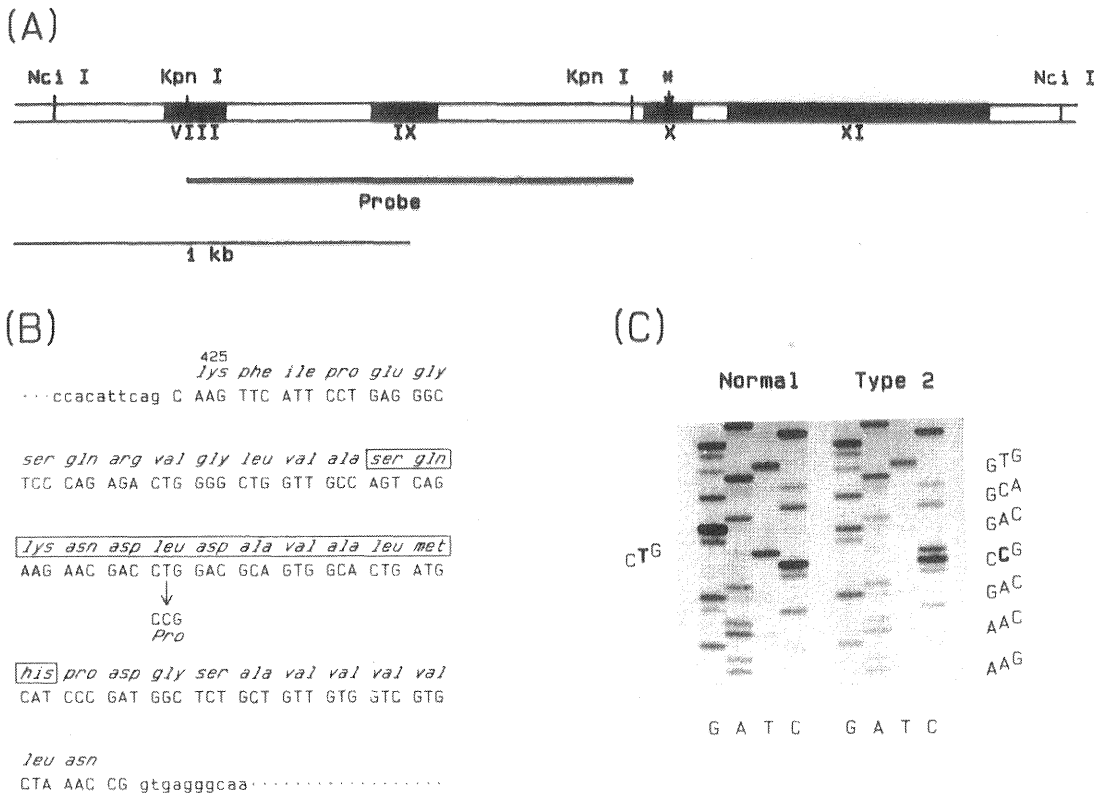 (A)
Nci I Kpn I Kpn I * Nci I
VIII IX X XI
Probe
1 kb
(B)
425
lys phe ile pro glu gly
···ccacattcag C AAG TTC ATT CCT GAG GGC
ser gln arg val gly leu val ala ser gln
TCC CAG AGA CTG GGG CTG GTT GCC AGT CAG
lys asn asp leu asp ala val ala leu met
AAG AAC GAC CTG GAC GCA GTG GCA CTG ATG
CCG
Pro
his pro asp gly ser ala val val val val
CAT CCC GAT GGC TCT GCT GTT GTG GTC GTG
leu asn
CTA AAC CG gtgagggcaa··················
(C)
Normal Type 2
GTG
GCA
GAC
CTG CCG
GAC
AAC
AAG
G A T C G A T C